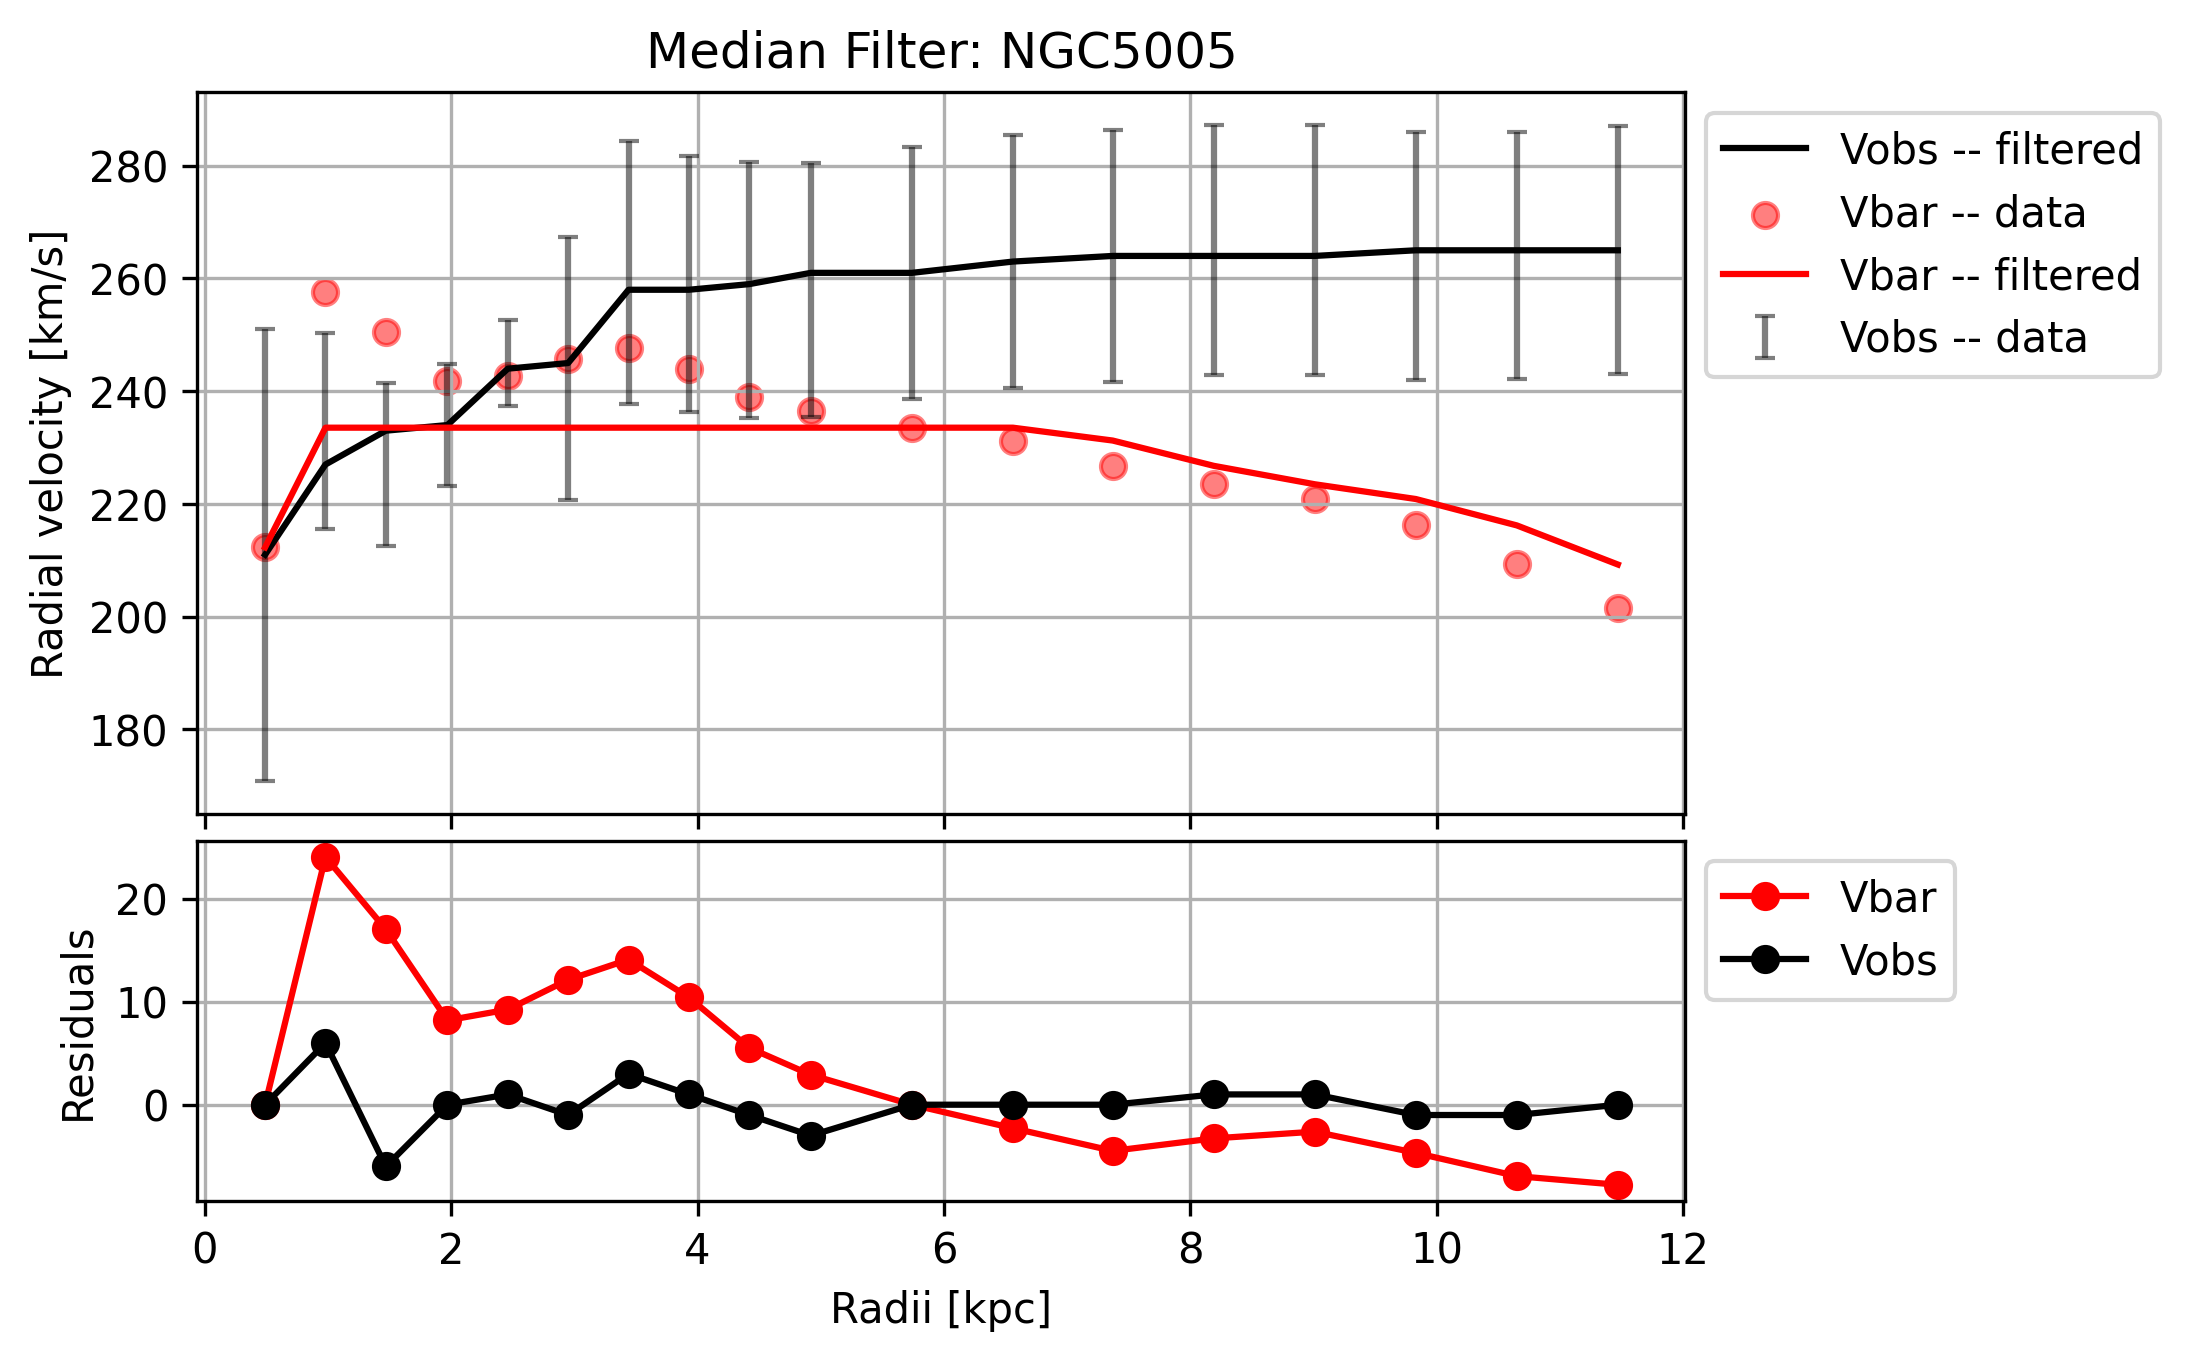 Median Filter: NGC5005
Radial velocity [km/s]
280
260
240
220
200
180
Vobs -- filtered
Vbar -- data
Vbar -- filtered
Vobs -- data
Residuals
20
10
0
Vbar
Vobs
0 2 4 6 8 10 12
Radii [kpc]